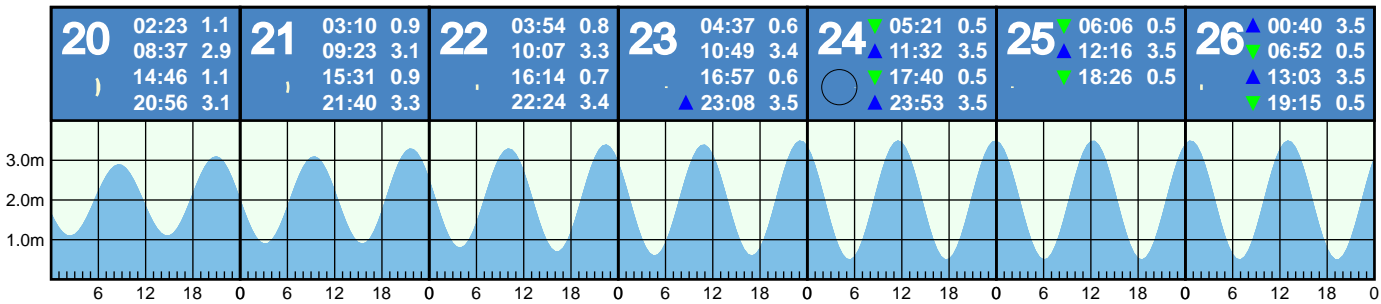 20
02:23 1.1
08:37 2.9
14:46 1.1
20:56 3.1
21
03:10 0.9
09:23 3.1
15:31 0.9
21:40 3.3
22
03:54 0.8
10:07 3.3
16:14 0.7
22:24 3.4
23
04:37 0.6
10:49 3.4
16:57 0.6
▲ 23:08 3.5
24
▼ 05:21 0.5
▲ 11:32 3.5
▼ 17:40 0.5
▲ 23:53 3.5
25
▼ 06:06 0.5
▲ 12:16 3.5
▼ 18:26 0.5
26
▲ 00:40 3.5
▼ 06:52 0.5
▲ 13:03 3.5
▼ 19:15 0.5
3.0m
2.0m
1.0m
6 12 18 0 6 12 18 0 6 12 18 0 6 12 18 0 6 12 18 0 6 12 18 0 6 12 18 0